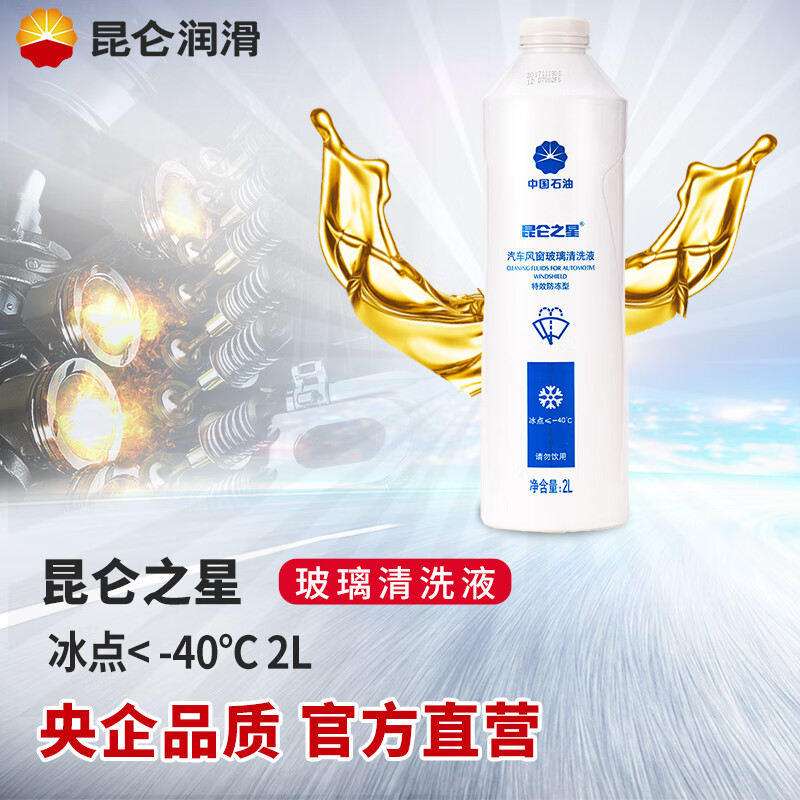 昆仑润滑
中国石油
昆仑之星®
汽车风窗玻璃清洗液
CLEANING FLUIDS FOR AUTOMOTIVE
WINDSHIELD
特效防冻型
冰点≤-40℃
请勿饮用
净含量:2L
昆仑之星
玻璃清洗液
冰点< -40℃ 2L
央企品质 官方直营